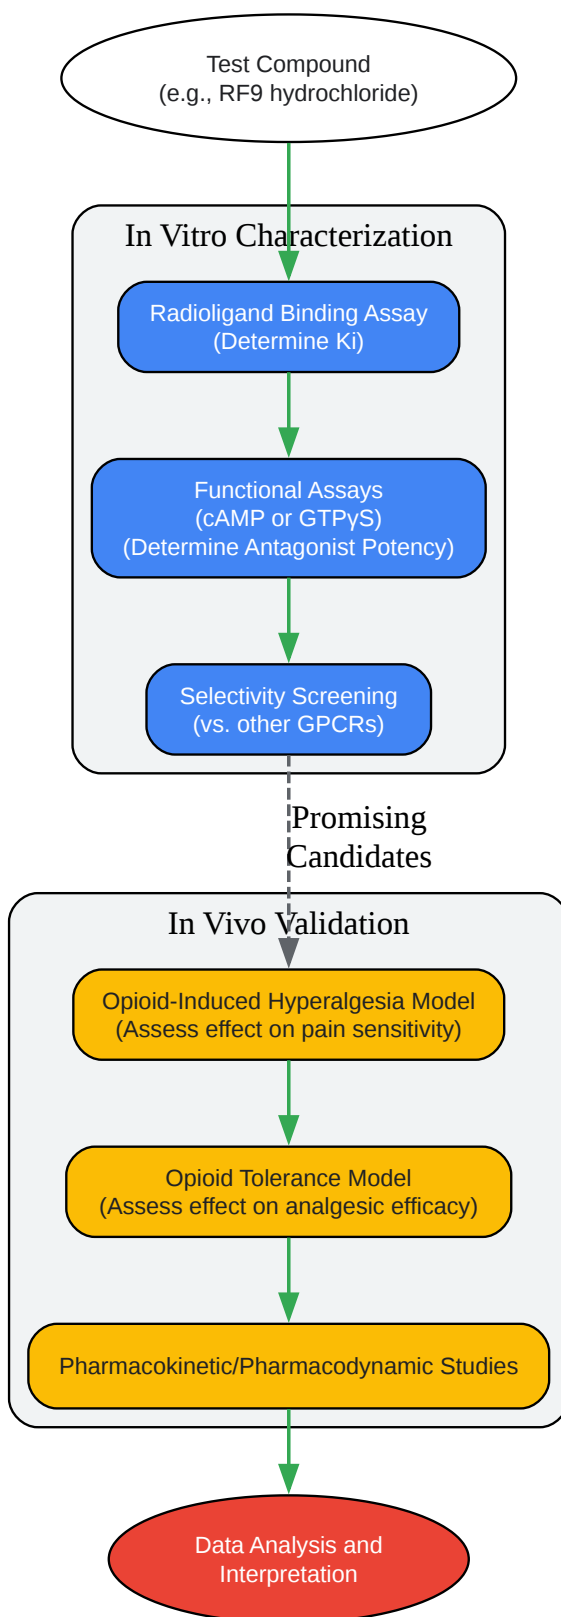 Test Compound
(e.g., RF9 hydrochloride)
In Vitro Characterization
Radioligand Binding Assay
(Determine Ki)
Functional Assays
(cAMP or GTPγS)
(Determine Antagonist Potency)
Selectivity Screening
(vs. other GPCRs)
Promising
Candidates
In Vivo Validation
Opioid-Induced Hyperalgesia Model
(Assess effect on pain sensitivity)
Opioid Tolerance Model
(Assess effect on analgesic efficacy)
Pharmacokinetic/Pharmacodynamic Studies
Data Analysis and
Interpretation